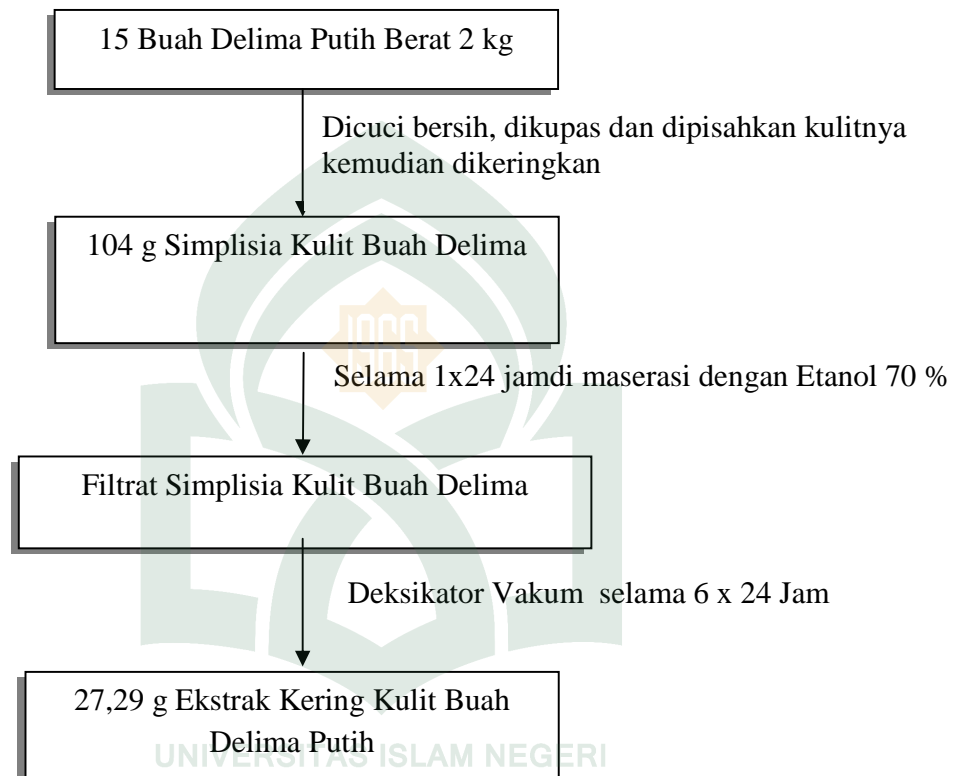 15 Buah Delima Putih Berat 2 kg
Dicuci bersih, dikupas dan dipisahkan kulitnya
kemudian dikeringkan
104 g Simplisia Kulit Buah Delima
1965
Selama 1x24 jamdi maserasi dengan Etanol 70 %
Filtrat Simplisia Kulit Buah Delima
Deksikator Vakum selama 6 x 24 Jam
27,29 g Ekstrak Kering Kulit Buah
Delima Putih
UNIVERSITAS ISLAM NEGERI